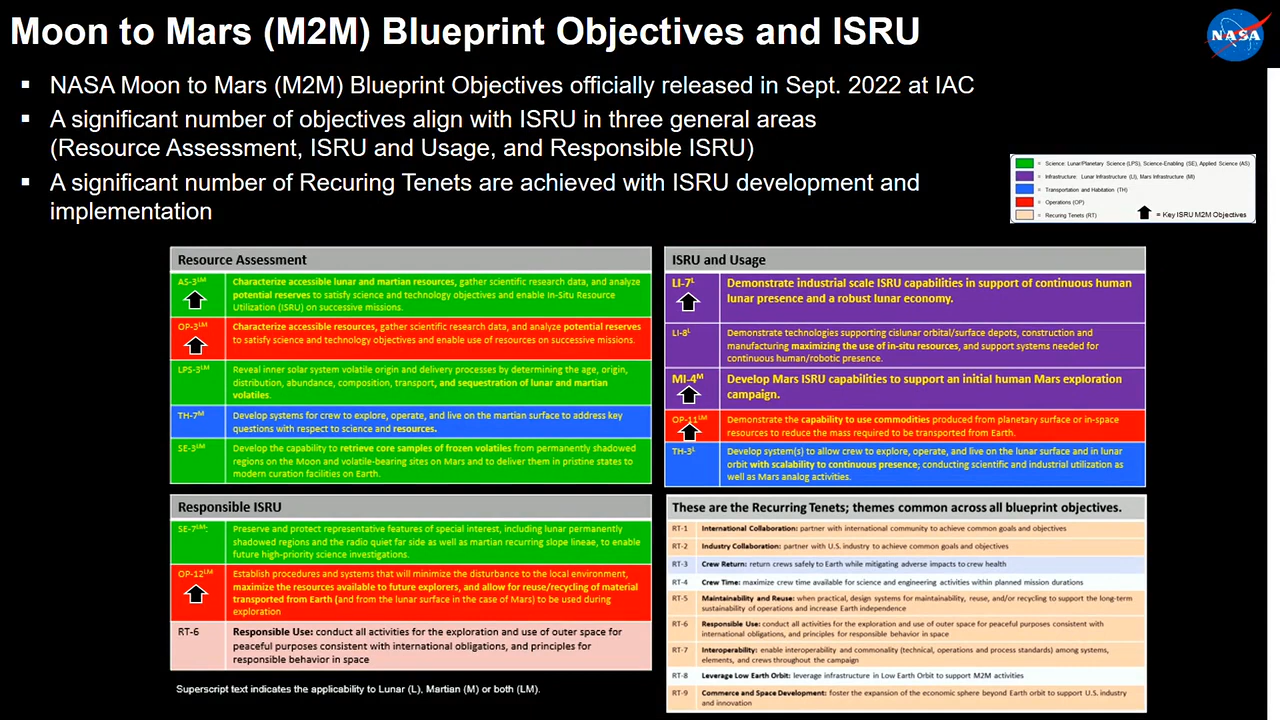 Moon to Mars (M2M) Blueprint Objectives and ISRU
NASA
▪ NASA Moon to Mars (M2M) Blueprint Objectives officially released in Sept. 2022 at IAC
▪ A significant number of objectives align with ISRU in three general areas
(Resource Assessment, ISRU and Usage, and Responsible ISRU)
▪ A significant number of Recuring Tenets are achieved with ISRU development and
implementation
= Science: Lunar/Planetary Science (LPS), Science-Enabling (SE), Applied Science (AS)
= Infrastructure: Lunar Infrastructure (LI), Mars Infrastructure (MI)
= Transportation and Habitation (TH)
= Operations (OP)
= Recuring Tenets (RT)
= Key ISRU M2M Objectives
Resource Assessment
AS-3LM
Characterize accessible lunar and martian resources, gather scientific research data, and analyze
potential reserves to satisfy science and technology objectives and enable In-Situ Resource
Utilization (ISRU) on successive missions.
OP-3LM
Characterize accessible resources, gather scientific research data, and analyze potential reserves
to satisfy science and technology objectives and enable use of resources on successive missions.
LPS-3LM
Reveal inner solar system volatile origin and delivery processes by determining the age, origin,
distribution, abundance, composition, transport, and sequestration of lunar and martian
volatiles.
TH-7M
Develop systems for crew to explore, operate, and live on the martian surface to address key
questions with respect to science and resources.
SE-3LM
Develop the capability to retrieve core samples of frozen volatiles from permanently shadowed
regions on the Moon and volatile-bearing sites on Mars and to deliver them in pristine states to
modern curation facilities on Earth.
Responsible ISRU
SE-7LM:
Preserve and protect representative features of special interest, including lunar permanently
shadowed regions and the radio quiet far side as well as martian recurring slope lineae, to enable
future high-priority science investigations.
OP-12LM
Establish procedures and systems that will minimize the disturbance to the local environment,
maximize the resources available to future explorers, and allow for reuse/recycling of material
transported from Earth (and from the lunar surface in the case of Mars) to be used during
exploration
RT-6
Responsible Use: conduct all activities for the exploration and use of outer space for
peaceful purposes consistent with international obligations, and principles for
responsible behavior in space
Superscript text indicates the applicability to Lunar (L), Martian (M) or both (LM).
ISRU and Usage
LI-7L
Demonstrate industrial scale ISRU capabilities in support of continuous human
lunar presence and a robust lunar economy.
LI-8L
Demonstrate technologies supporting cislunar orbital/surface depots, construction and
manufacturing maximizing the use of in-situ resources, and support systems needed for
continuous human/robotic presence.
MI-4M
Develop Mars ISRU capabilities to support an initial human Mars exploration
campaign.
OP-11LM
Demonstrate the capability to use commodities produced from planetary surface or in-space
resources to reduce the mass required to be transported from Earth.
TH-3L
Develop system(s) to allow crew to explore, operate, and live on the lunar surface and in lunar
orbit with scalability to continuous presence; conducting scientific and industrial utilization as
well as Mars analog activities.
These are the Recurring Tenets; themes common across all blueprint objectives.
RT-1 International Collaboration: partner with international community to achieve common goals and objectives
RT-2 Industry Collaboration: partner with U.S. industry to achieve common goals and objectives
RT-3 Crew Return: return crews safely to Earth while mitigating adverse impacts to crew health
RT-4 Crew Time: maximize crew time available for science and engineering activities within planned mission durations
RT-5 Maintainability and Reuse: when practical, design systems for maintainability, reuse, and/or recycling to support the long-term
sustainability of operations and increase Earth independence
RT-6 Responsible Use: conduct all activities for the exploration and use of outer space for peaceful purposes consistent with
international obligations, and principles for responsible behavior in space
RT-7 Interoperability: enable interoperability and commonality (technical, operations and process standards) among systems,
elements, and crews throughout the campaign
RT-8 Leverage Low Earth Orbit: leverage infrastructure in Low Earth Orbit to support M2M activities
RT-9 Commerce and Space Development: foster the expansion of the economic sphere beyond Earth orbit to support U.S. industry
and innovation